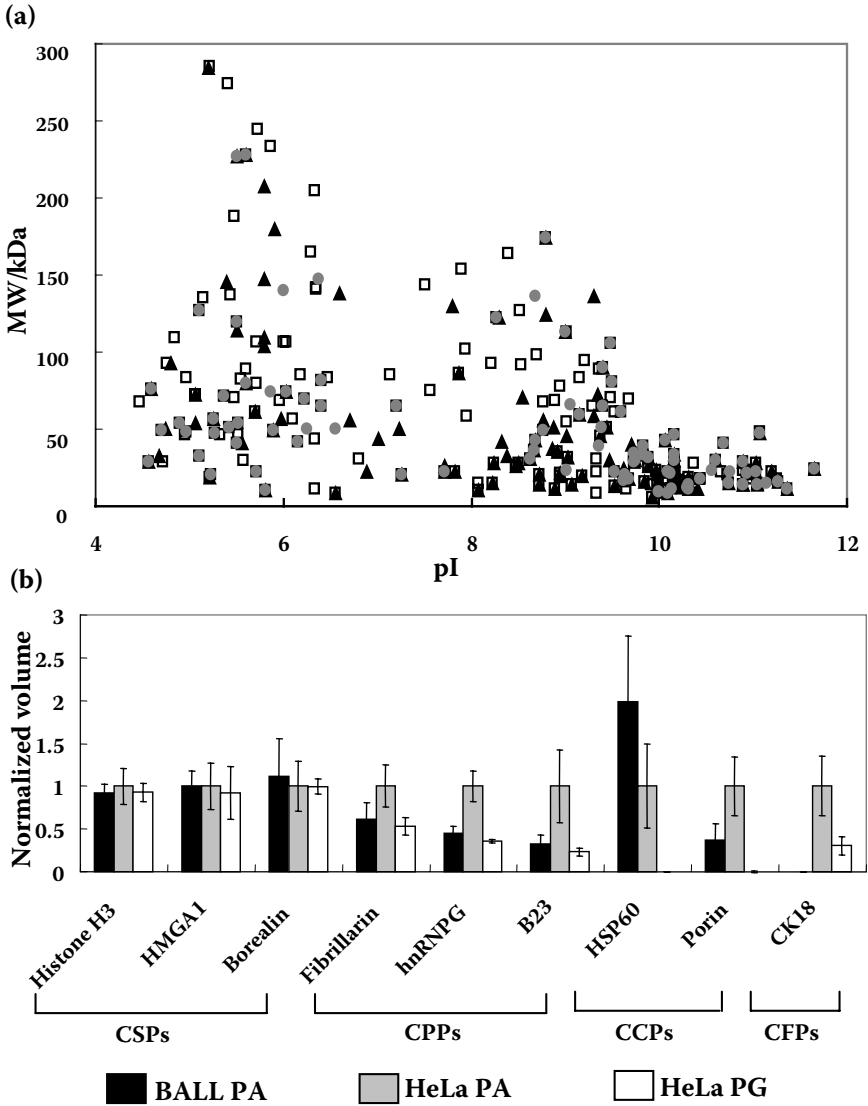 (a)
300
250
200
150
100
50
0
MW/kDa
4 6 8 10 12
pI
(b)
3
2.5
2
1.5
1
0.5
0
Normalized volume
Histone H3
HMGA1
Borealin
Fibrillarin
hnRNPG
B23
HSP60
Porin
CK18
CSPs CPPs CCPs CFPs
BALL PA HeLa PA HeLa PG